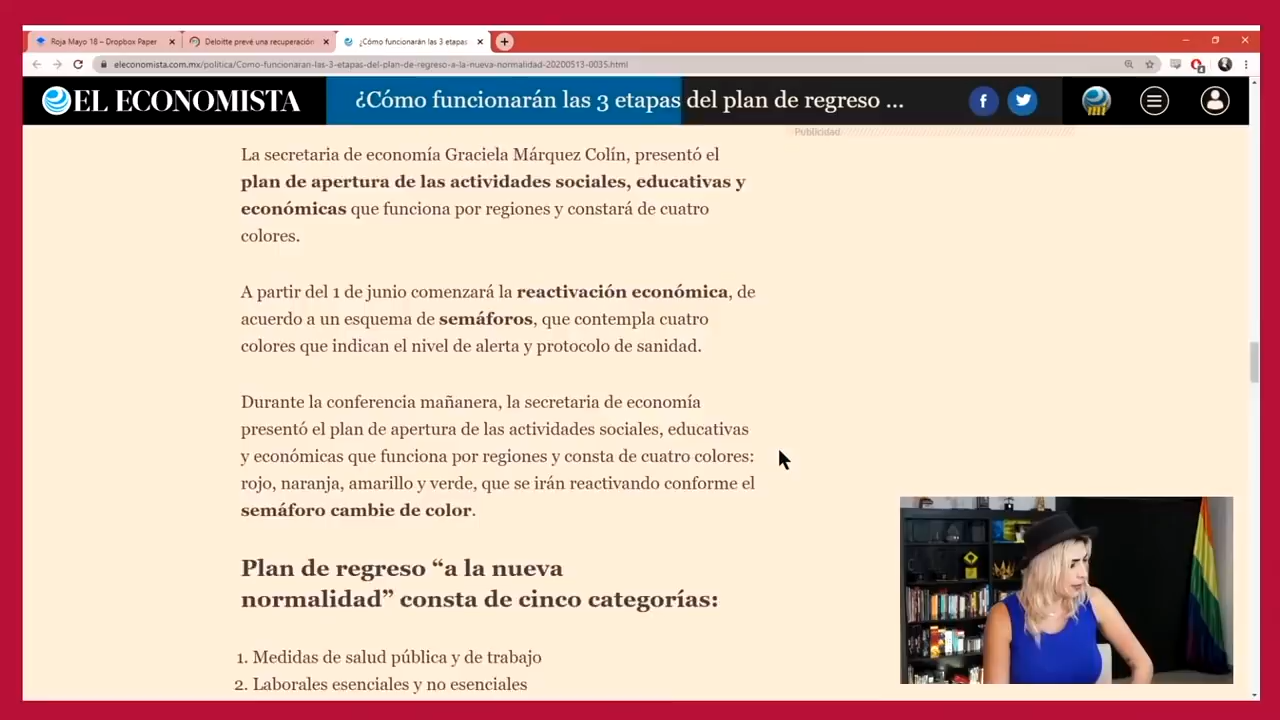 Roja Mayo 18 – Dropbox Paper
Deloitte prevé una recuperación
¿Cómo funcionarán las 3 etapas
eleconomista.com.mx/politica/Como-funcionaran-las-3-etapas-del-plan-de-regreso-a-la-nueva-normalidad-20200513-0035.html
EL ECONOMISTA
¿Cómo funcionarán las 3 etapas del plan de regreso ...
Publicidad
La secretaria de economía Graciela Márquez Colín, presentó el
plan de apertura de las actividades sociales, educativas y
económicas que funciona por regiones y constará de cuatro
colores.
A partir del 1 de junio comenzará la reactivación económica, de
acuerdo a un esquema de semáforos, que contempla cuatro
colores que indican el nivel de alerta y protocolo de sanidad.
Durante la conferencia mañanera, la secretaria de economía
presentó el plan de apertura de las actividades sociales, educativas
y económicas que funciona por regiones y consta de cuatro colores:
rojo, naranja, amarillo y verde, que se irán reactivando conforme el
semáforo cambie de color.
Plan de regreso “a la nueva
normalidad” consta de cinco categorías:
1. Medidas de salud pública y de trabajo
2. Laborales esenciales y no esenciales